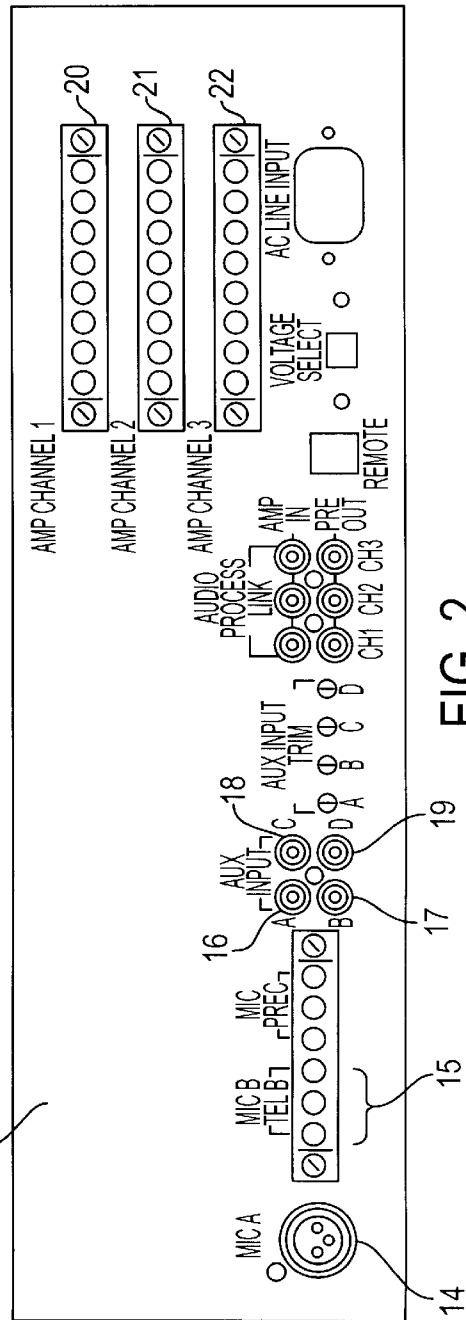 20
21
22
AMP CHANNEL 1
AMP CHANNEL 2
AMP CHANNEL 3
AC LINE INPUT
VOLTAGE
SELECT
REMOTE
AUDIO
PROCESS
LINK
AMP
IN
PRE
OUT
CH1 CH2 CH3
AUX INPUT
TRIM
A B C D
18
AUX
INPUT
16
A C
B D
17
19
MIC B
TEL B
MIC
PREC
15
MIC A
14
FIG. 2